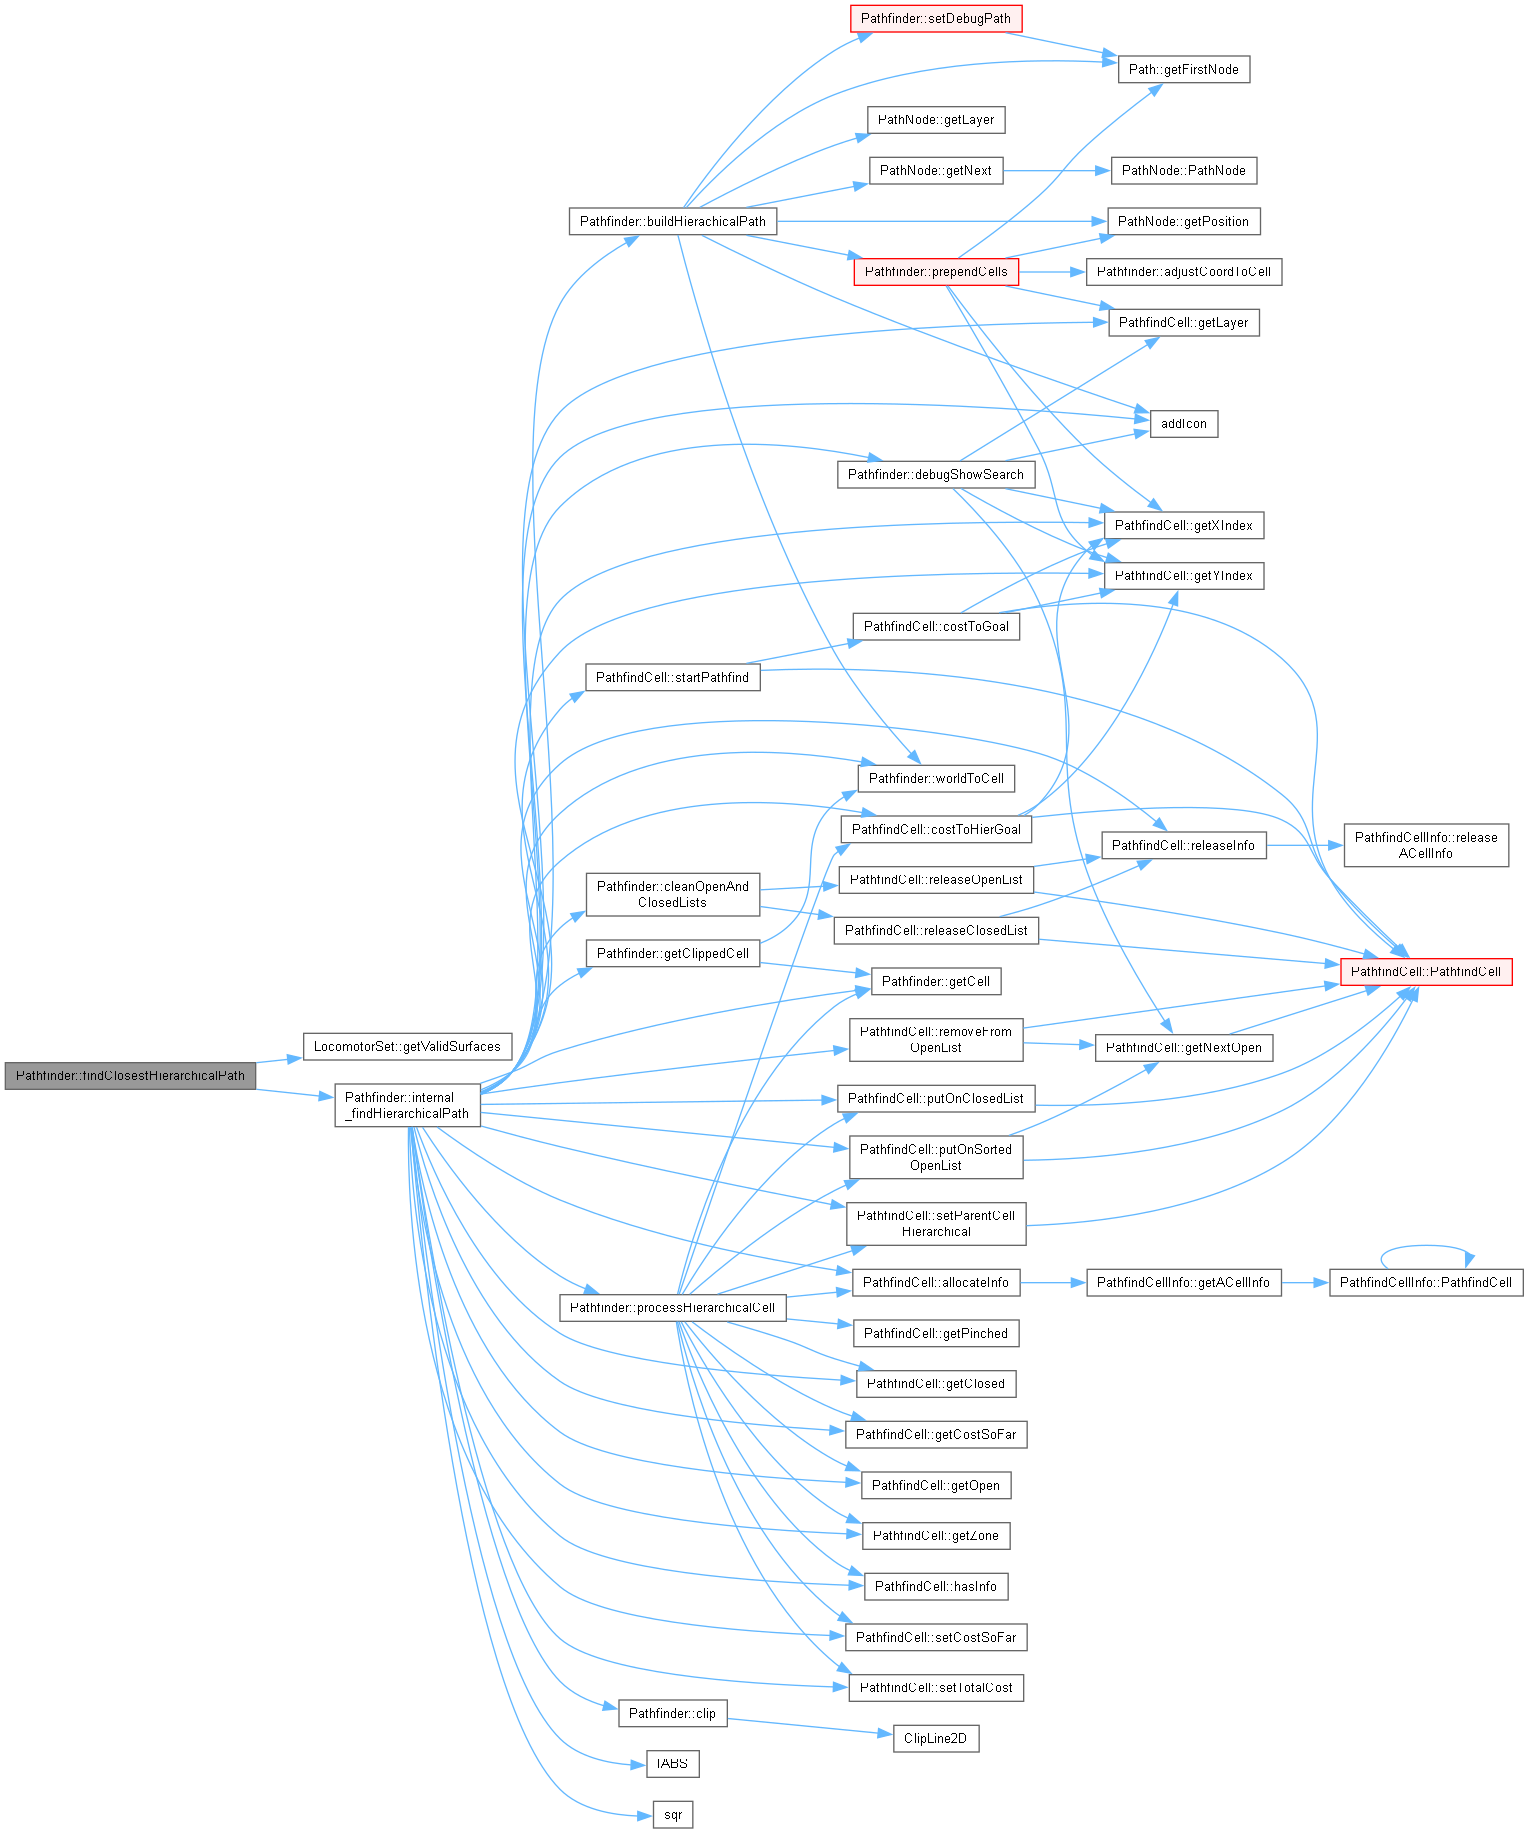 Pathfinder::setDebugPath
Path::getFirstNode
PathNode::getLayer
PathNode::getNext
PathNode::PathNode
Pathfinder::buildHierachicalPath
PathNode::getPosition
Pathfinder::prependCells
Pathfinder::adjustCoordToCell
PathfindCell::getLayer
addIcon
Pathfinder::debugShowSearch
PathfindCell::getXIndex
PathfindCell::getYIndex
PathfindCell::costToGoal
PathfindCell::startPathfind
Pathfinder::worldToCell
PathfindCell::costToHierGoal
PathfindCell::releaseInfo
PathfindCellInfo::release
ACellInfo
Pathfinder::cleanOpenAnd
ClosedLists
PathfindCell::releaseOpenList
PathfindCell::releaseClosedList
Pathfinder::getClippedCell
PathfindCell::PathfindCell
Pathfinder::getCell
PathfindCell::removeFrom
OpenList
LocomotorSet::getValidSurfaces
PathfindCell::getNextOpen
Pathfinder::findClosestHierarchicalPath
Pathfinder::internal
_findHierarchicalPath
PathfindCell::putOnClosedList
PathfindCell::putOnSorted
OpenList
PathfindCell::setParentCell
Hierarchical
PathfindCell::allocateInfo
PathfindCellInfo::getACellInfo
PathfindCellInfo::PathfindCell
Pathfinder::processHierarchicalCell
PathfindCell::getPinched
PathfindCell::getClosed
PathfindCell::getCostSoFar
PathfindCell::getOpen
PathfindCell::getZone
PathfindCell::hasInfo
PathfindCell::setCostSoFar
PathfindCell::setTotalCost
Pathfinder::clip
ClipLine2D
IABS
sqr